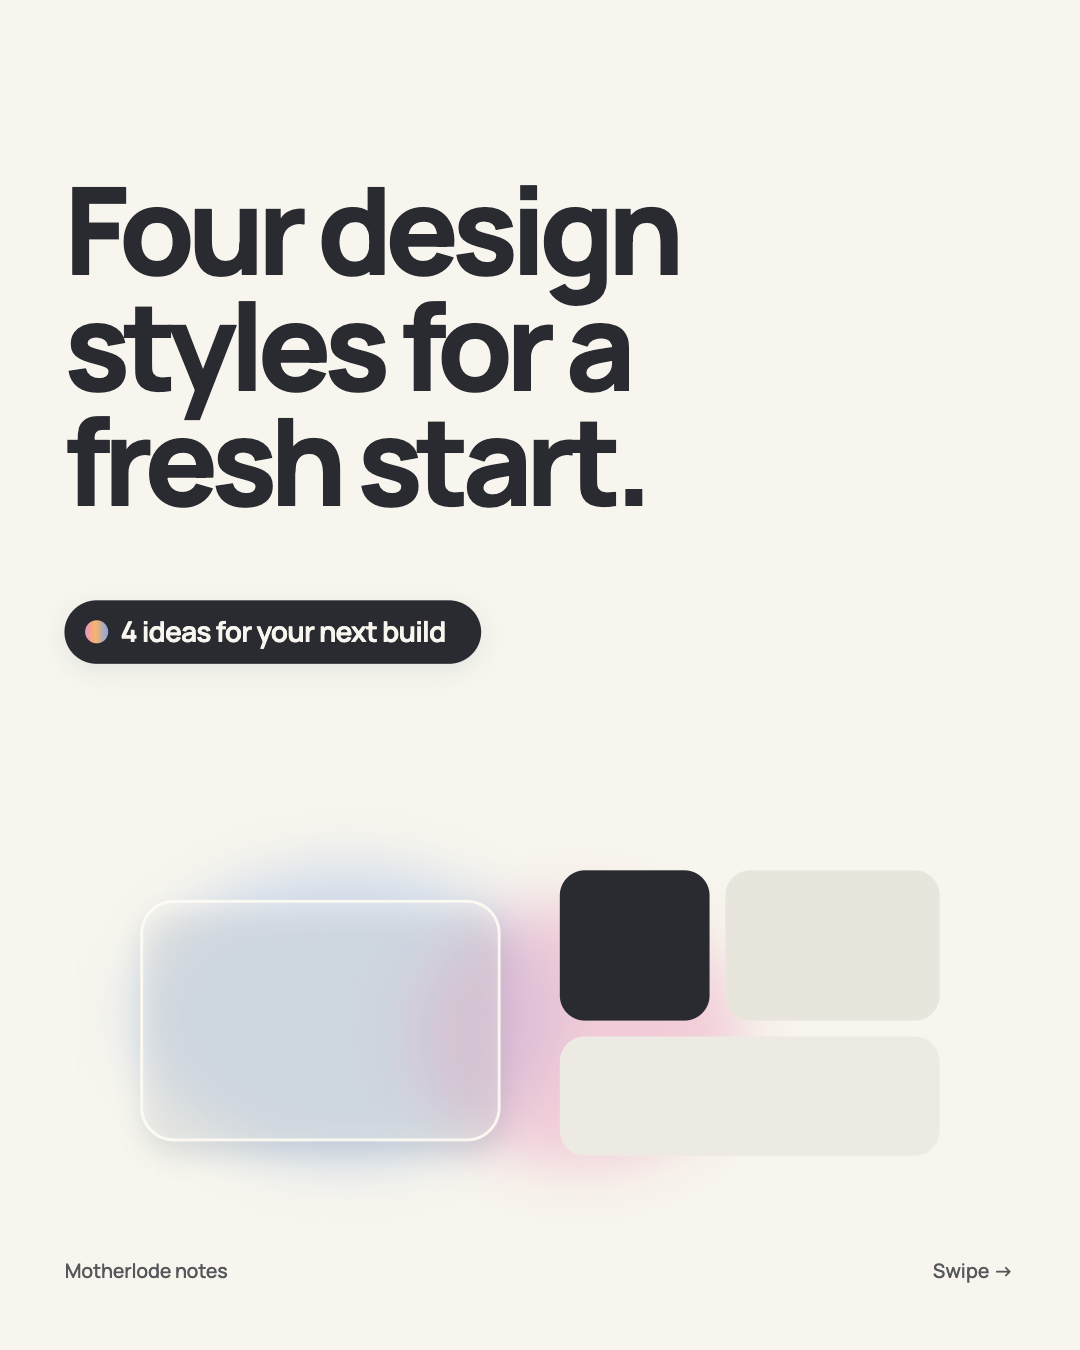 Four design
styles for a
fresh start.
4 ideas for your next build
Motherlode notes
Swipe →